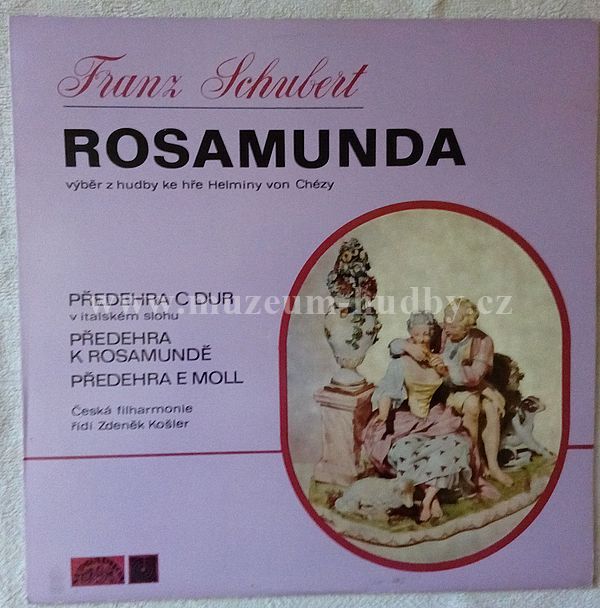 Franz Schubert
ROSAMUNDA
výběr z hudby ke hře Helminy von Chézy
PŘEDEHRA C DUR
v italském slohu
www.muzeum-hudby.cz
PŘEDEHRA
K ROSAMUNDĚ
PŘEDEHRA E MOLL
Česká filharmonie
řídí Zdeněk Košler